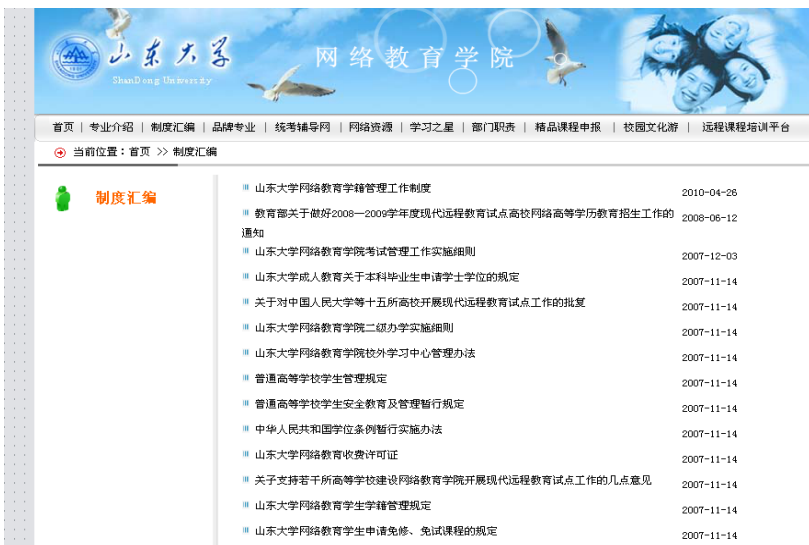 山东大学
ShanDong University
网络教育学院
首页 | 专业介绍 | 制度汇编 | 品牌专业 | 统考辅导网 | 网络资源 | 学习之星 | 部门职责 | 精品课程申报 | 校园文化游 | 远程课程培训平台
当前位置：首页 >> 制度汇编
制度汇编
山东大学网络教育学籍管理工作制度 2010-04-26
教育部关于做好2008—2009学年度现代远程教育试点高校网络高等学历教育招生工作的 2008-06-12
通知
山东大学网络教育学院考试管理工作实施细则 2007-12-03
山东大学成人教育关于本科毕业生申请学士学位的规定 2007-11-14
关于对中国人民大学等十五所高校开展现代远程教育试点工作的批复 2007-11-14
山东大学网络教育学院二级办学实施细则 2007-11-14
山东大学网络教育学院校外学习中心管理办法 2007-11-14
普通高等学校学生管理规定 2007-11-14
普通高等学校学生安全教育及管理暂行规定 2007-11-14
中华人民共和国学位条例暂行实施办法 2007-11-14
山东大学网络教育收费许可证 2007-11-14
关子支持若干所高等学校建设网络教育学院开展现代远程教育试点工作的几点意见 2007-11-14
山东大学网络教育学生学籍管理规定 2007-11-14
山东大学网络教育学生申请免修、免试课程的规定 2007-11-14